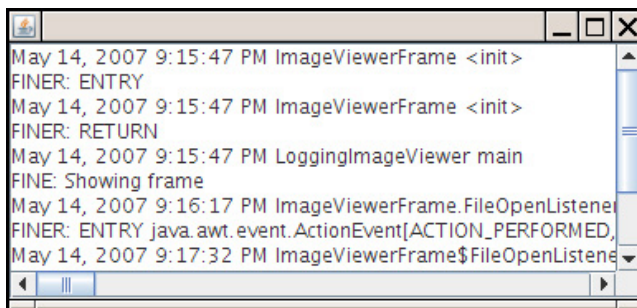 May 14, 2007 9:15:47 PM ImageViewerFrame <init>
FINER: ENTRY
May 14, 2007 9:15:47 PM ImageViewerFrame <init>
FINER: RETURN
May 14, 2007 9:15:47 PM LoggingImageViewer main
FINE: Showing frame
May 14, 2007 9:16:17 PM ImageViewerFrame.FileOpenListener
FINER: ENTRY java.awt.event.ActionEvent[ACTION_PERFORMED,
May 14, 2007 9:17:32 PM ImageViewerFrame$FileOpenListene